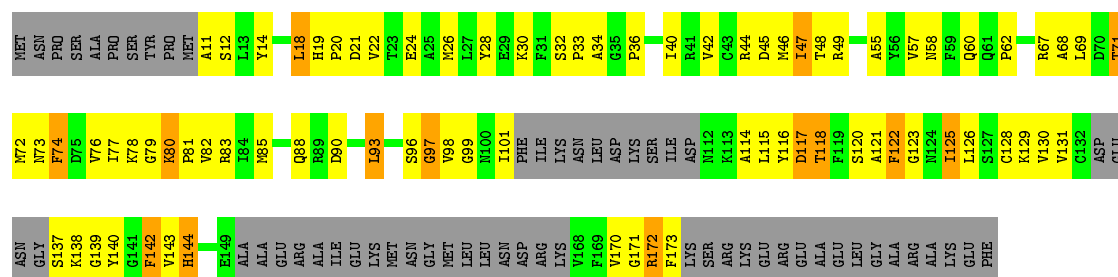 MET ASN PRO SER ALA PRO SER TYR PRO MET A11 S12 L13 Y14 L18 H19 P20 D21 V22 T23 E24 A25 M26 L27 Y28 E29 K30 F31 S32 P33 A34 G35 P36 I40 R41 V42 C43 R44 D45 M46 I47 T48 R49 A55 Y56 V57 N58 F59 Q60 Q61 P62 R67 A68 L69 D70 T71
M72 N73 F74 D75 V76 I77 K78 G79 K80 P81 V82 R83 I84 M85 Q88 R89 D90 L93 S96 G97 V98 G99 N100 I101 PHE ILE LYS ASN LEU ASP LYS SER ILE ASP N112 K113 A114 L115 Y116 D117 T118 F119 S120 A121 F122 G123 N124 I125 L126 S127 C128 K129 V130 V131 C132 ASP GLU
ASN GLY S137 K138 G139 Y140 G141 F142 V143 H144 E149 ALA ALA GLU ARG ALA ILE GLU LYS MET ASN GLY MET LEU LEU ASN ASP ARG LYS V168 F169 V170 G171 R172 F173 LYS SER ARG LYS GLU ARG GLU ALA GLU LEU GLY ALA ARG ALA LYS GLU PHE